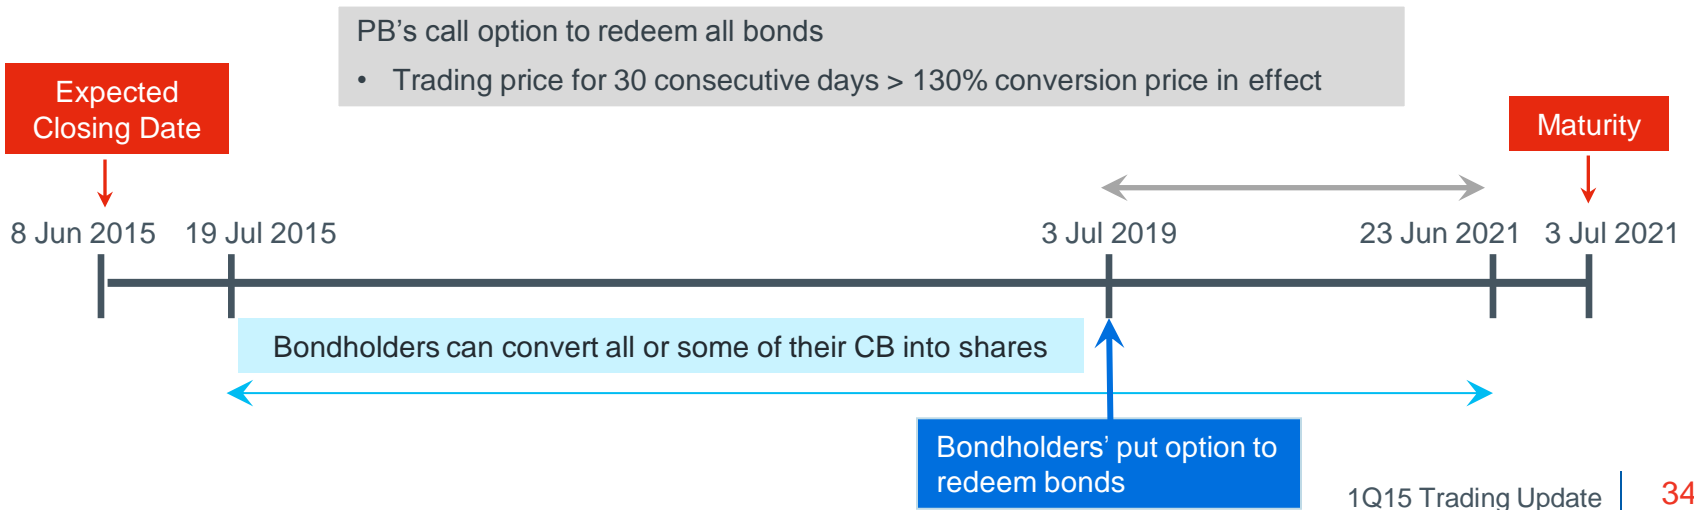 PB’s call option to redeem all bonds
• Trading price for 30 consecutive days > 130% conversion price in effect
Expected
Closing Date
Maturity
8 Jun 2015
19 Jul 2015
3 Jul 2019
23 Jun 2021
3 Jul 2021
Bondholders can convert all or some of their CB into shares
Bondholders’ put option to
redeem bonds
1Q15 Trading Update
34